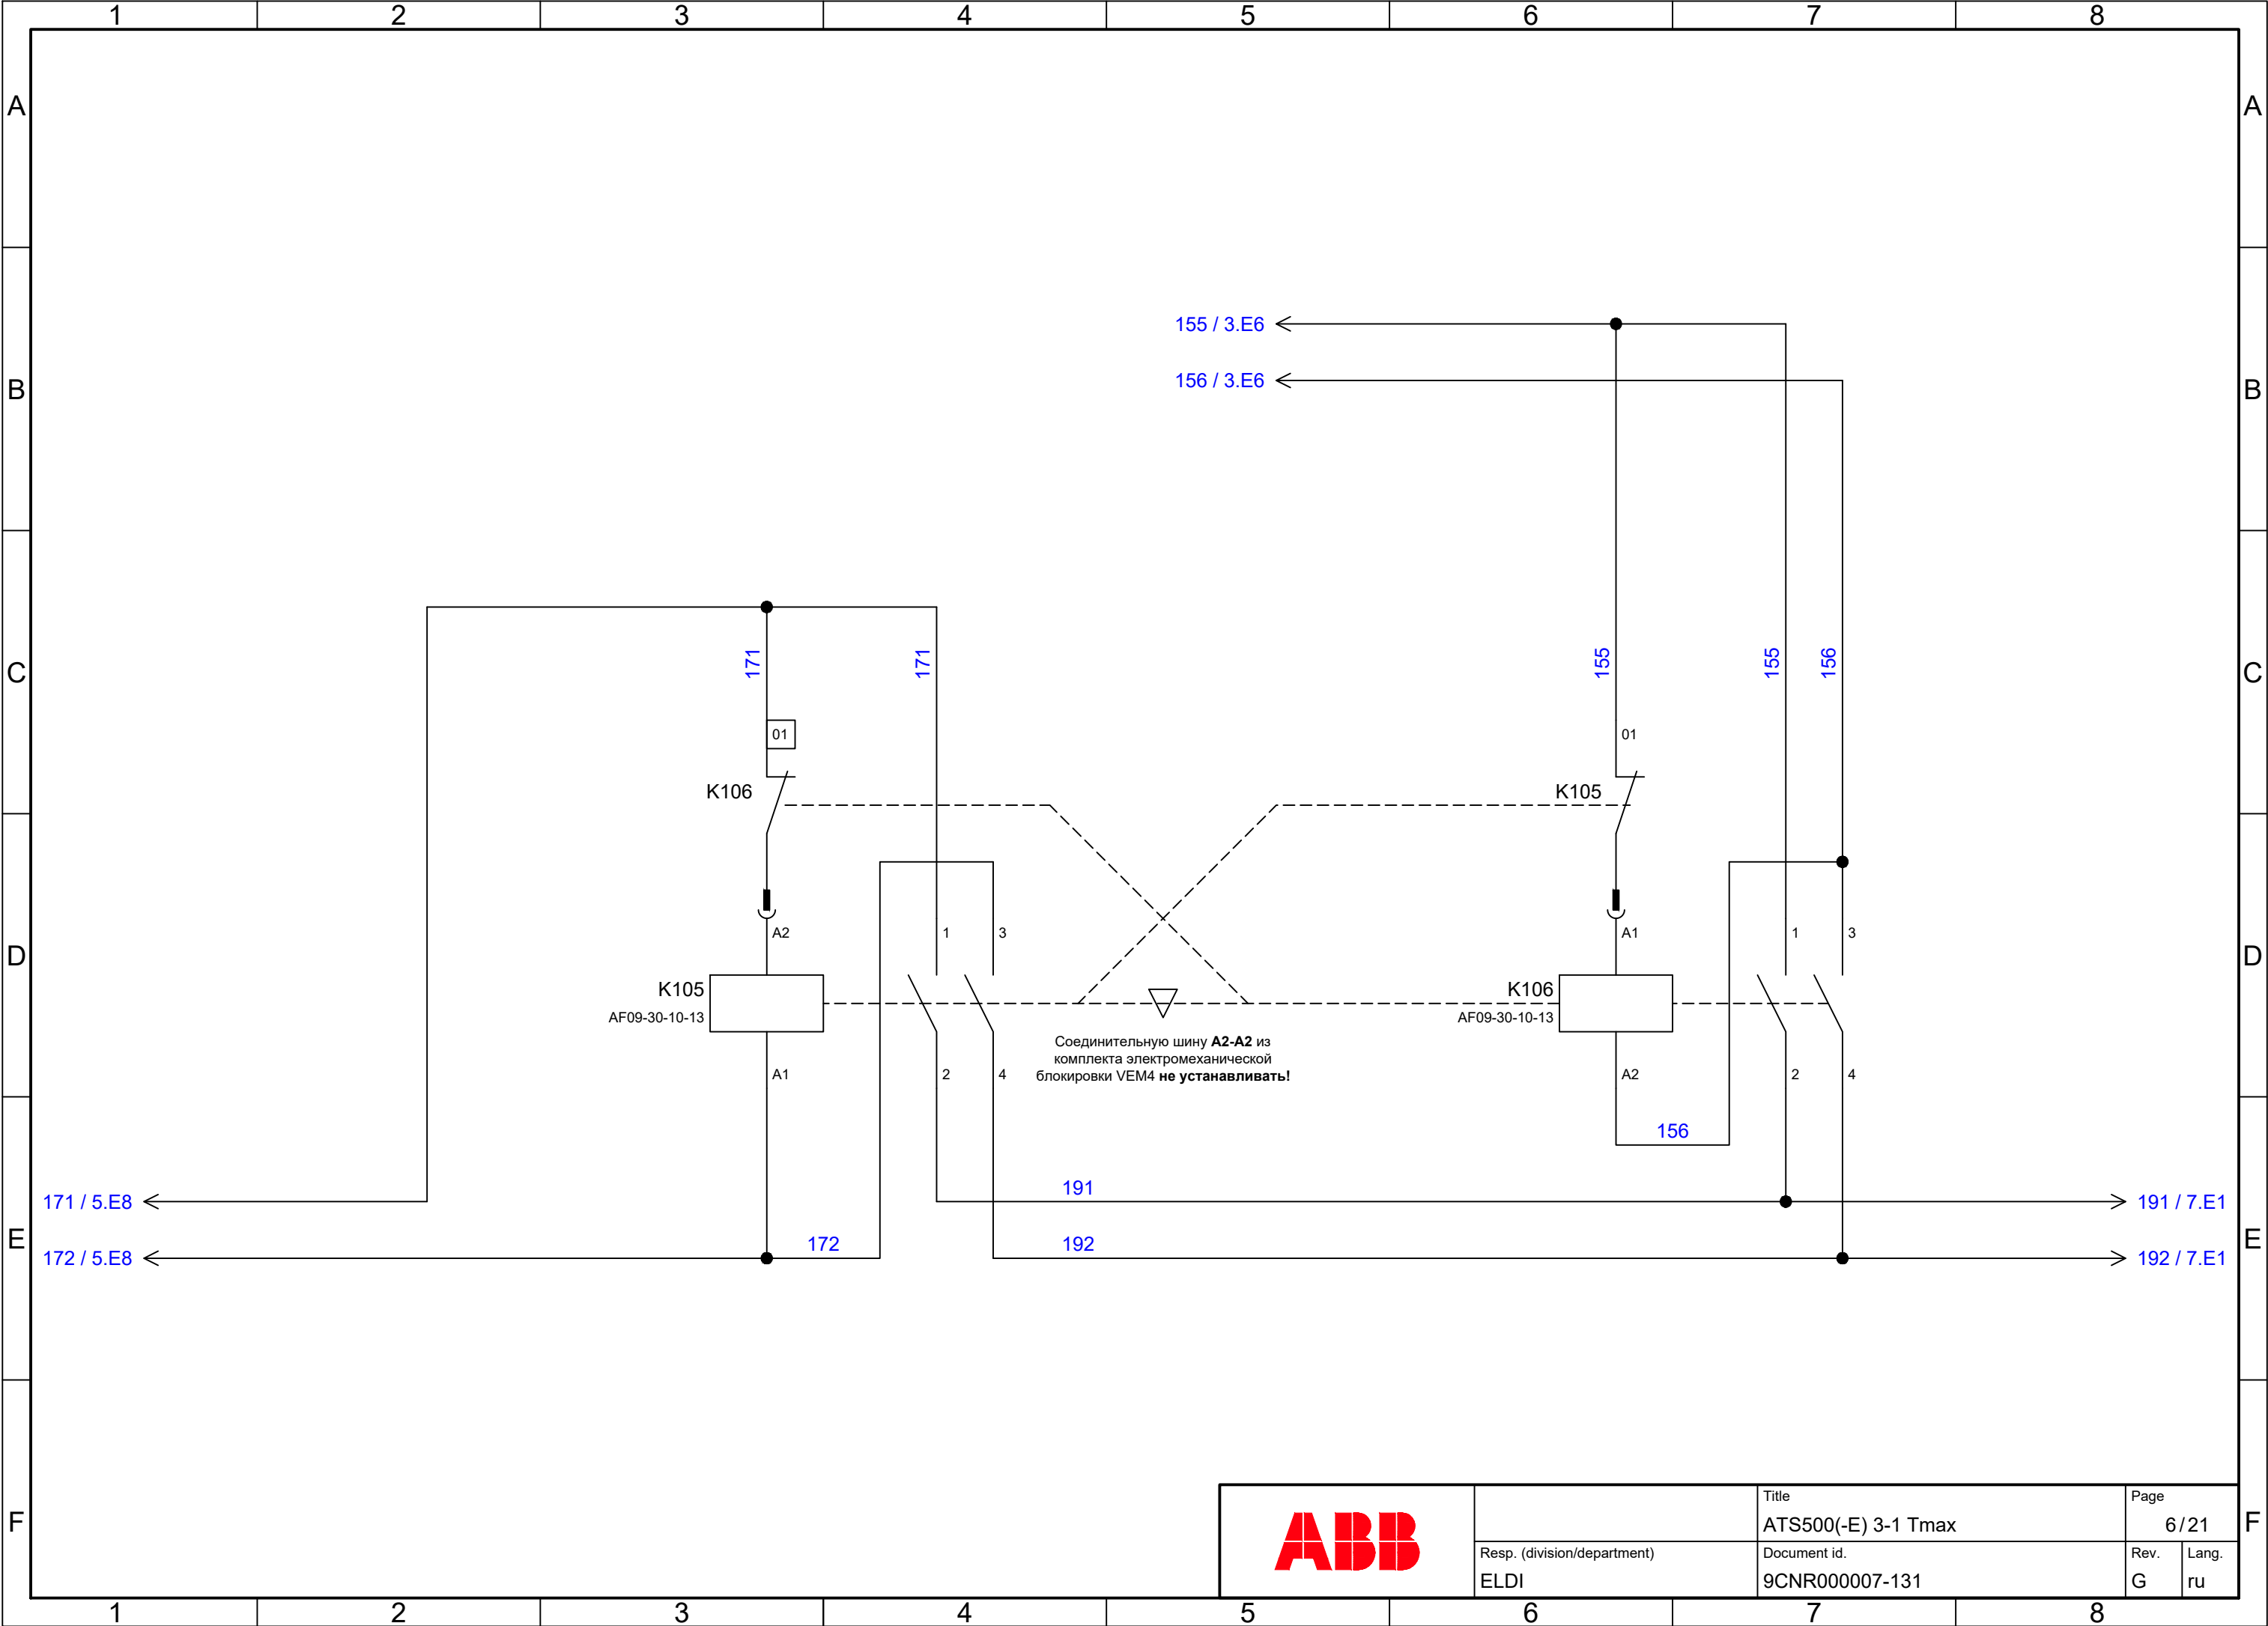 1 2 3 4 5 6 7 8
A A
155 / 3.E6
156 / 3.E6
B B
171 171 155 155 156
C C
01 01
K106 K105
A2 1 3 A1 1 3
D D
K105 K106
AF09-30-10-13 AF09-30-10-13
Соединительную шину A2-A2 из
комплекта электромеханической
блокировки VEM4 не устанавливать!
A1 2 4 A2 2 4
156
191
171 / 5.E8 191 / 7.E1
E E
172 192
172 / 5.E8 192 / 7.E1
F F
ABB
Title
ATS500(-E) 3-1 Tmax
Page
6/21
Resp. (division/department)
ELDI
Document id.
9CNR000007-131
Rev.
G
Lang.
ru
1 2 3 4 5 6 7 8